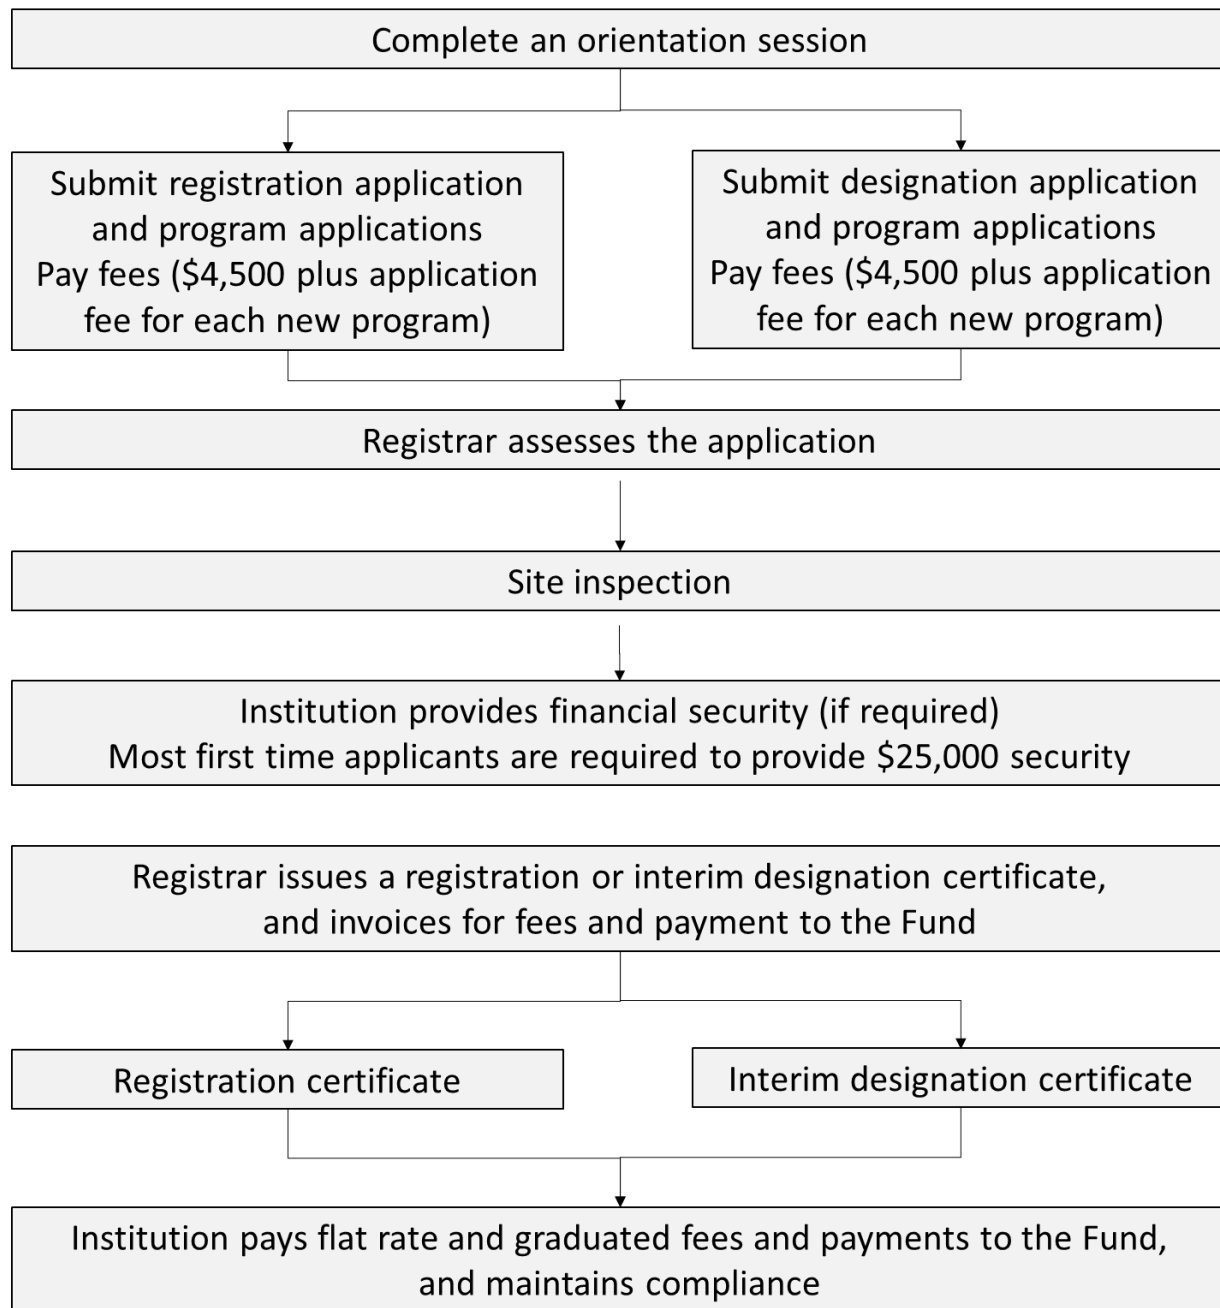 Complete an orientation session
Submit registration application
and program applications
Pay fees ($4,500 plus application
fee for each new program)
Submit designation application
and program applications
Pay fees ($4,500 plus application
fee for each new program)
Registrar assesses the application
Site inspection
Institution provides financial security (if required)
Most first time applicants are required to provide $25,000 security
Registrar issues a registration or interim designation certificate,
and invoices for fees and payment to the Fund
Registration certificate
Interim designation certificate
Institution pays flat rate and graduated fees and payments to the Fund,
and maintains compliance